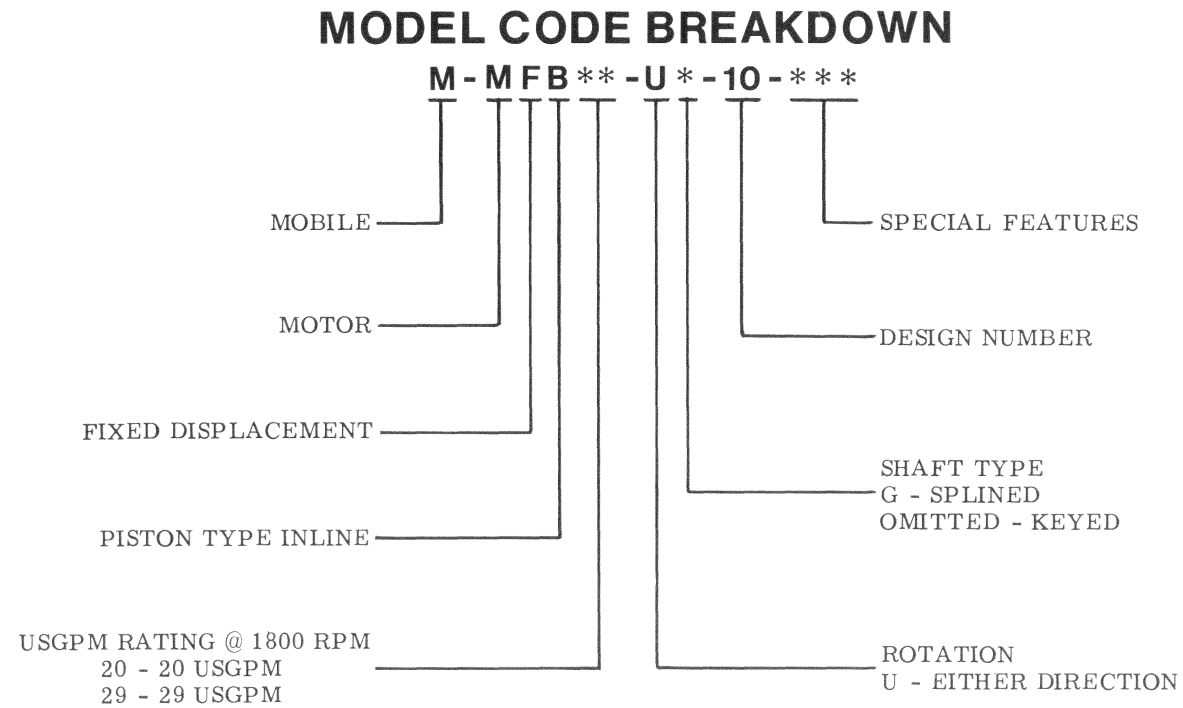 MODEL CODE BREAKDOWN
M-MFB**-U*-10-***
MOBILE
SPECIAL FEATURES
MOTOR
DESIGN NUMBER
FIXED DISPLACEMENT
SHAFT TYPE
G - SPLINED
OMITTED - KEYED
PISTON TYPE INLINE
USGPM RATING @ 1800 RPM
20 - 20 USGPM
29 - 29 USGPM
ROTATION
U - EITHER DIRECTION